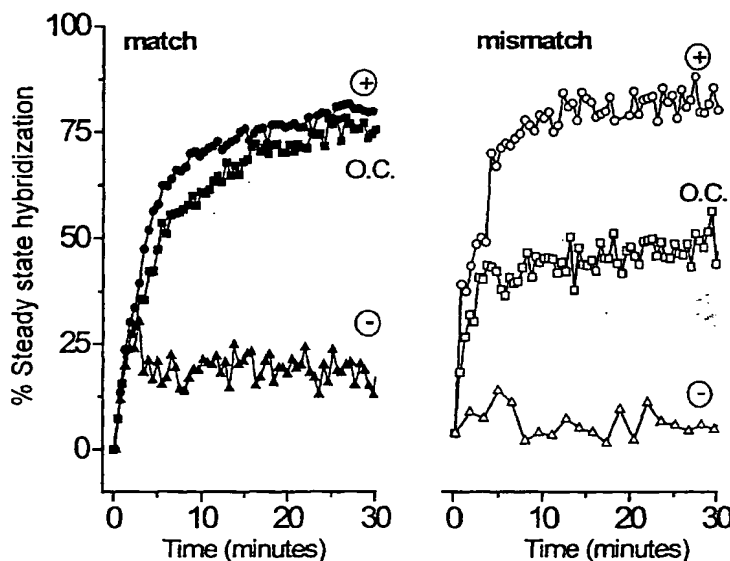 % Steady state hybridization
100
75
50
25
0
match
+
O.C.
-
0 10 20 30
Time (minutes)
mismatch
+
O.C.
-
0 10 20 30
Time (minutes)